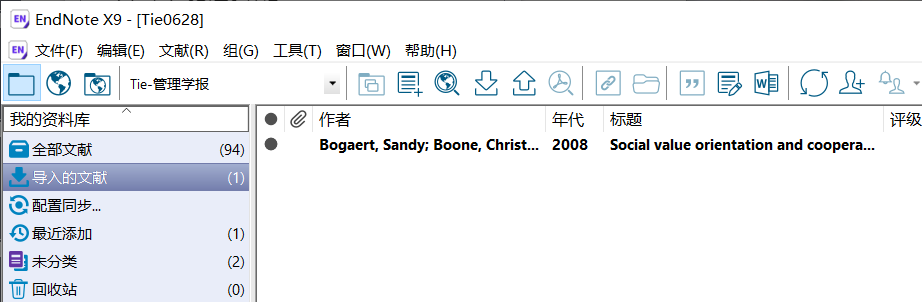 EN EndNote X9 - [Tie0628]
EN 文件(F) 编辑(E) 文献(R) 组(G) 工具(T) 窗口(W) 帮助(H)
Tie-管理学报
我的资料库 作者 年代 标题 评级
全部文献 (94) Bogaert, Sandy; Boone, Christ... 2008 Social value orientation and coopera...
导入的文献 (1)
配置同步...
最近添加 (1)
未分类 (2)
回收站 (0)